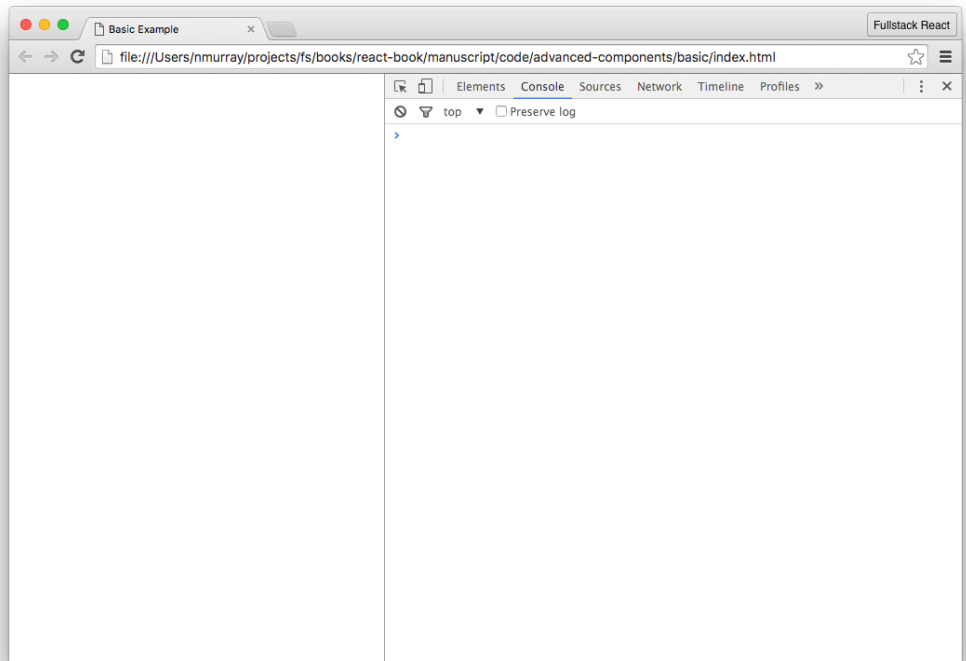 Basic Example
Fullstack React
file:///Users/nmurray/projects/fs/books/react-book/manuscript/code/advanced-components/basic/index.html
Elements Console Sources Network Timeline Profiles »
top ▼ Preserve log
>